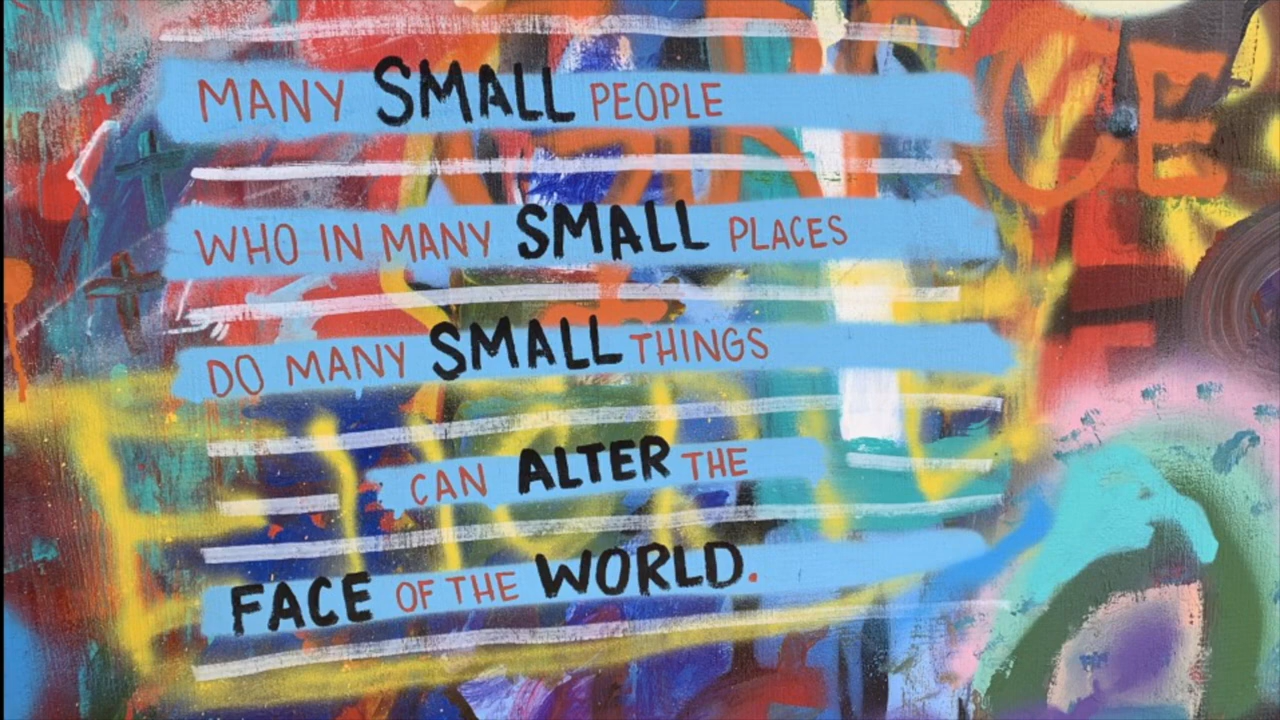 MANY SMALL PEOPLE
WHO IN MANY SMALL PLACES
DO MANY SMALL THINGS
CAN ALTER THE
FACE OF THE WORLD.